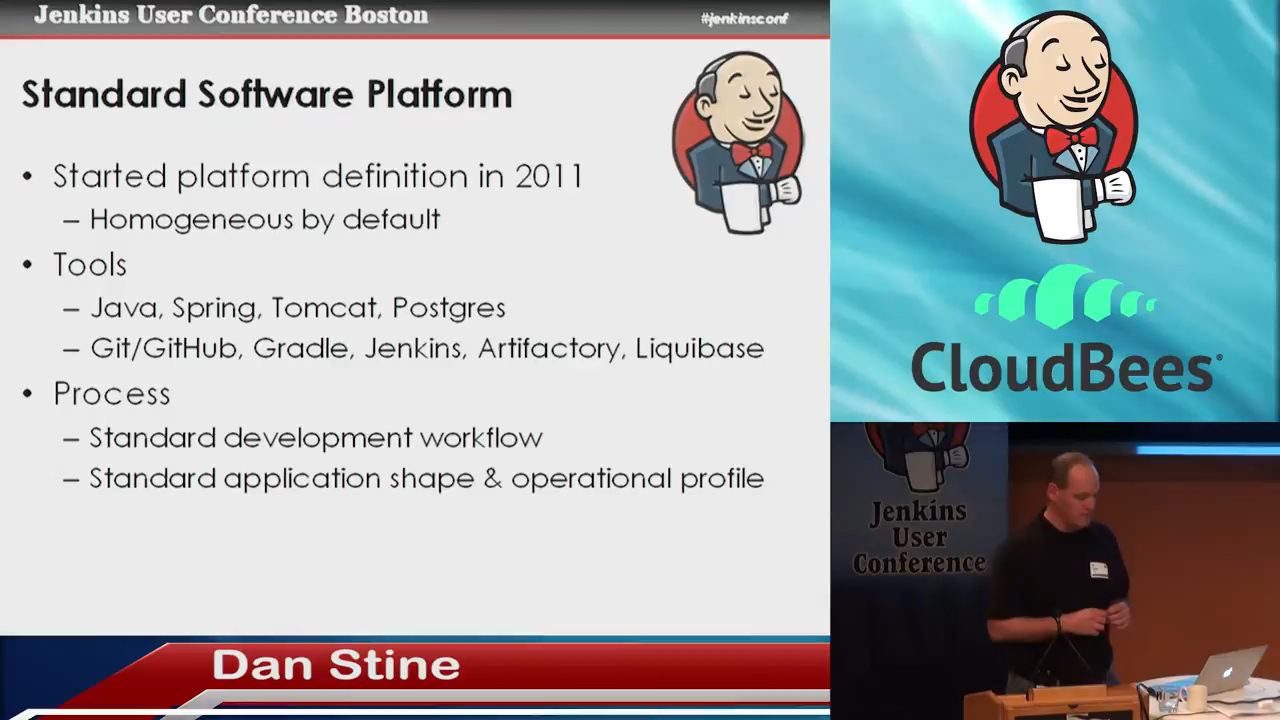 Jenkins User Conference Boston
#jenkinsconf
Standard Software Platform
• Started platform definition in 2011
– Homogeneous by default
• Tools
– Java, Spring, Tomcat, Postgres
– Git/GitHub, Gradle, Jenkins, Artifactory, Liquibase
• Process
– Standard development workflow
– Standard application shape & operational profile
Dan Stine
CloudBees
Jenkins
User
Conference